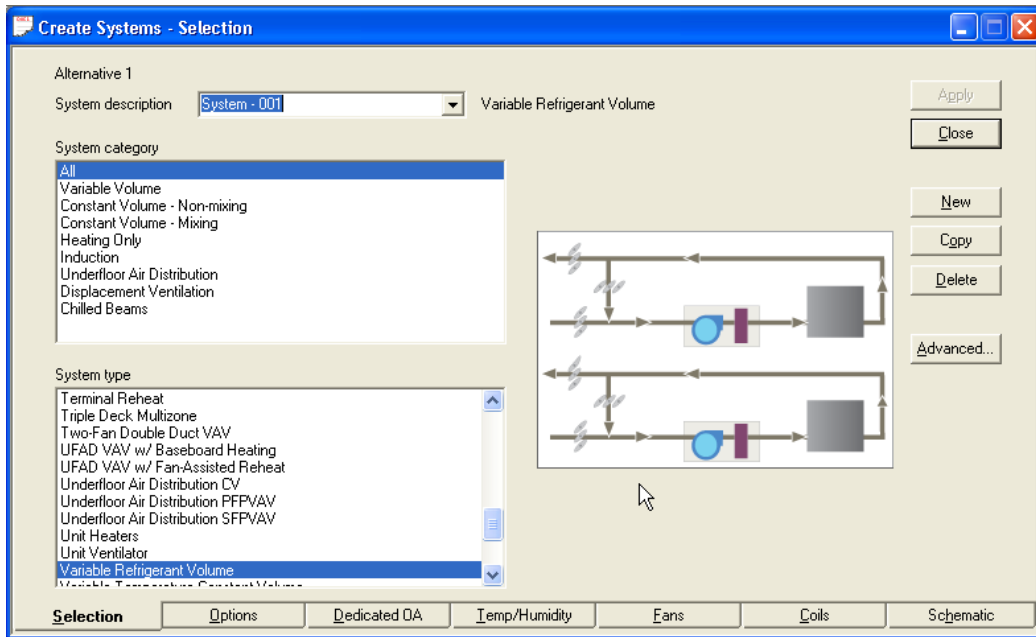 Create Systems - Selection
Alternative 1
System description
System - 001
Variable Refrigerant Volume
Apply
Close
System category
All
Variable Volume
Constant Volume - Non-mixing
Constant Volume - Mixing
Heating Only
Induction
Underfloor Air Distribution
Displacement Ventilation
Chilled Beams
New
Copy
Delete
Advanced...
System type
Terminal Reheat
Triple Deck Multizone
Two-Fan Double Duct VAV
UFAD VAV w/ Baseboard Heating
UFAD VAV w/ Fan-Assisted Reheat
Underfloor Air Distribution CV
Underfloor Air Distribution PFPVAV
Underfloor Air Distribution SFPVAV
Unit Heaters
Unit Ventilator
Variable Refrigerant Volume
Variable Temperature Constant Volume
Selection
Options
Dedicated OA
Temp/Humidity
Fans
Coils
Schematic